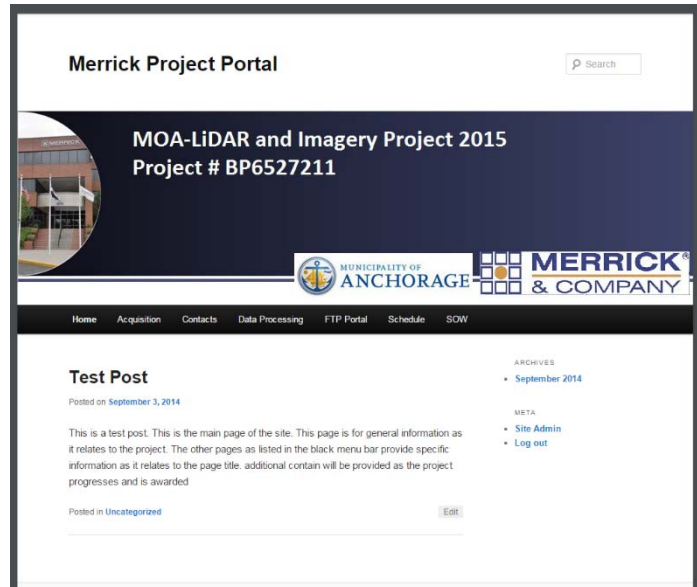 Merrick Project Portal
Search
MERRICK
MOA-LiDAR and Imagery Project 2015
Project # BP6527211
MUNICIPALITY OF
ANCHORAGE
MERRICK®
& COMPANY
Home Acquisition Contacts Data Processing FTP Portal Schedule SOW
Test Post
Posted on September 3, 2014
This is a test post. This is the main page of the site. This page is for general information as
it relates to the project. The other pages as listed in the black menu bar provide specific
information as it relates to the page title. additional contain will be provided as the project
progresses and is awarded
Posted in Uncategorized
Edit
ARCHIVES
September 2014
META
Site Admin
Log out